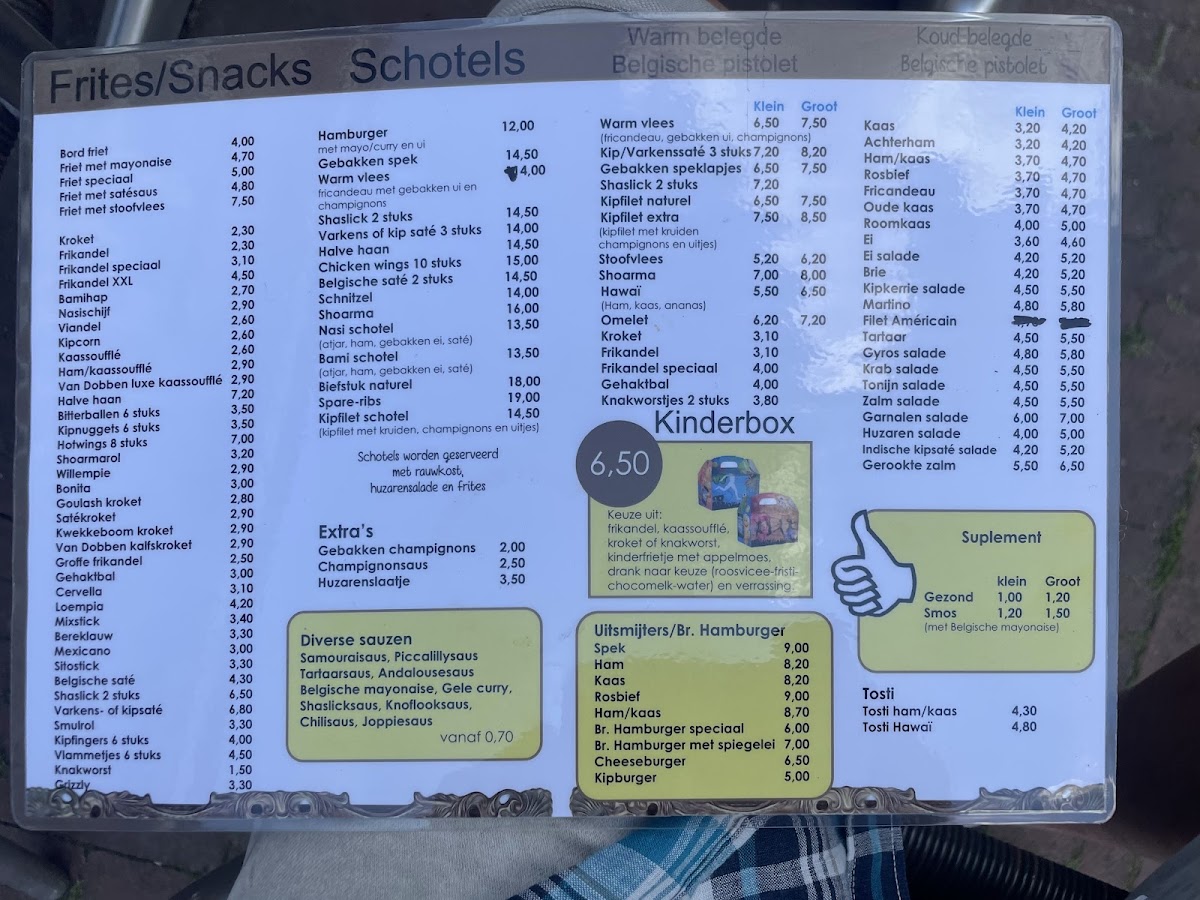 Frites/Snacks
Bord friet 4,00
Friet met mayonaise 4,70
Friet speciaal 5,00
Friet met satésaus 4,80
Friet met stoofvlees 7,50
Kroket 2,30
Frikandel 2,30
Frikandel speciaal 3,10
Frikandel XXL 4,50
Bamihap 2,70
Nasischijf 2,90
Viandel 2,60
Kipcorn 2,60
Kaassoufflé 2,60
Ham/kaassoufflé 2,90
Van Dobben luxe kaassoufflé 2,90
Halve haan 7,20
Bitterballen 6 stuks 3,50
Kipnuggets 6 stuks 3,50
Hotwings 8 stuks 7,00
Shoarmarol 3,20
Willempie 2,90
Bonita 3,00
Goulash kroket 2,80
Satékroket 2,90
Kwekkeboom kroket 2,90
Van Dobben kalfskroket 2,90
Groffe frikandel 2,50
Gehaktbal 3,00
Cervella 3,10
Loempia 4,20
Mixstick 3,40
Bereklauw 3,30
Mexicano 3,00
Sitostick 3,30
Belgische saté 4,30
Shaslick 2 stuks 6,50
Varkens- of kipsaté 6,80
Smulrol 3,30
Kipfingers 6 stuks 4,00
Vlammetjes 6 stuks 4,50
Knakworst 1,50
Grizzly 3,30
Schotels
Hamburger 12,00
met mayo/curry en ui
Gebakken spek 14,50
Warm vlees 4,00
fricandeau met gebakken ui en
champignons
Shaslick 2 stuks 14,50
Varkens of kip saté 3 stuks 14,00
Halve haan 14,50
Chicken wings 10 stuks 15,00
Belgische saté 2 stuks 14,50
Schnitzel 14,00
Shoarma 16,00
Nasi schotel 13,50
(atjar, ham, gebakken ei, saté)
Bami schotel 13,50
(atjar, ham, gebakken ei, saté)
Biefstuk naturel 18,00
Spare-ribs 19,00
Kipfilet schotel 14,50
(kipfilet met kruiden, champignons en uitjes)
Schotels worden geserveerd
met rauwkost,
huzarensalade en frites
Extra's
Gebakken champignons 2,00
Champignonsaus 2,50
Huzarenslaatje 3,50
Diverse sauzen
Samouraisaus, Piccalillysaus
Tartaarsaus, Andalousesaus
Belgische mayonaise, Gele curry,
Shaslicksaus, Knoflooksaus,
Chilisaus, Joppiesaus
vanaf 0,70
Warm belegde
Belgische pistolet
Klein Groot
Warm vlees 6,50 7,50
(fricandeau, gebakken ui, champignons)
Kip/Varkenssaté 3 stuks 7,20 8,20
Gebakken speklapjes 6,50 7,50
Shaslick 2 stuks 7,20
Kipfilet naturel 6,50 7,50
Kipfilet extra 7,50 8,50
(kipfilet met kruiden
champignons en uitjes)
Stoofvlees 5,20 6,20
Shoarma 7,00 8,00
Hawaï 5,50 6,50
(Ham, kaas, ananas)
Omelet 6,20 7,20
Kroket 3,10
Frikandel 3,10
Frikandel speciaal 4,00
Gehaktbal 4,00
Knakworstjes 2 stuks 3,80
Kinderbox
6,50
Keuze uit:
frikandel, kaassoufflé,
kroket of knakworst,
kinderfrietje met appelmoes,
drank naar keuze (roosvicee-fristi-
chocomelk-water) en verrassing
Uitsmijters/Br. Hamburger
Spek 9,00
Ham 8,20
Kaas 8,20
Rosbief 9,00
Ham/kaas 8,70
Br. Hamburger speciaal 6,00
Br. Hamburger met spiegelei 7,00
Cheeseburger 6,50
Kipburger 5,00
Koud belegde
Belgische pistolet
Klein Groot
Kaas 3,20 4,20
Achterham 3,20 4,20
Ham/kaas 3,70 4,70
Rosbief 3,70 4,70
Fricandeau 3,70 4,70
Oude kaas 3,70 4,70
Roomkaas 4,00 5,00
Ei 3,60 4,60
Ei salade 4,20 5,20
Brie 4,20 5,20
Kipkerrie salade 4,50 5,50
Martino 4,80 5,80
Filet Américain
Tartaar 4,50 5,50
Gyros salade 4,80 5,80
Krab salade 4,50 5,50
Tonijn salade 4,50 5,50
Zalm salade 4,50 5,50
Garnalen salade 6,00 7,00
Huzaren salade 4,00 5,00
Indische kipsaté salade 4,20 5,20
Gerookte zalm 5,50 6,50
Suplement
klein Groot
Gezond 1,00 1,20
Smos 1,20 1,50
(met Belgische mayonaise)
Tosti
Tosti ham/kaas 4,30
Tosti Hawaï 4,80